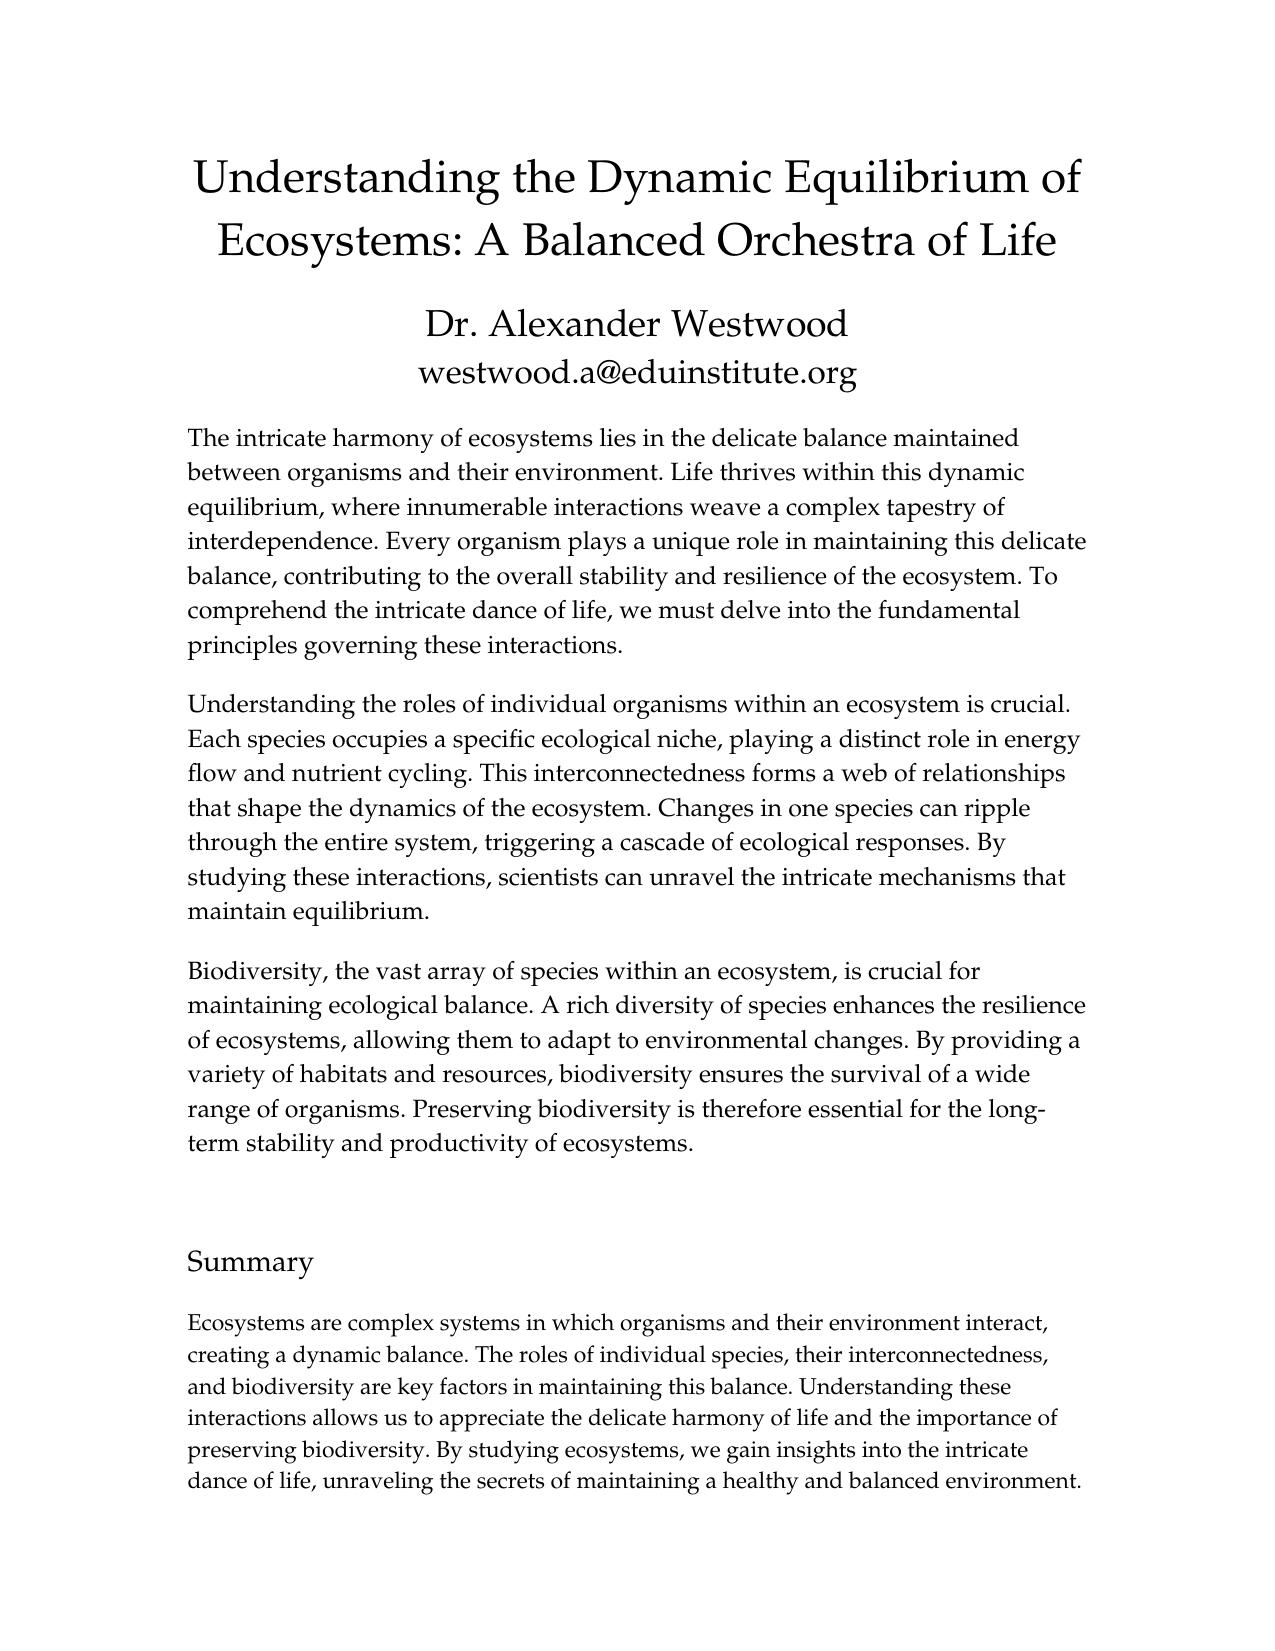 Understanding the Dynamic Equilibrium of
Ecosystems: A Balanced Orchestra of Life
Dr. Alexander Westwood
westwood.a@eduinstitute.org
The intricate harmony of ecosystems lies in the delicate balance maintained
between organisms and their environment. Life thrives within this dynamic
equilibrium, where innumerable interactions weave a complex tapestry of
interdependence. Every organism plays a unique role in maintaining this delicate
balance, contributing to the overall stability and resilience of the ecosystem. To
comprehend the intricate dance of life, we must delve into the fundamental
principles governing these interactions.
Understanding the roles of individual organisms within an ecosystem is crucial.
Each species occupies a specific ecological niche, playing a distinct role in energy
flow and nutrient cycling. This interconnectedness forms a web of relationships
that shape the dynamics of the ecosystem. Changes in one species can ripple
through the entire system, triggering a cascade of ecological responses. By
studying these interactions, scientists can unravel the intricate mechanisms that
maintain equilibrium.
Biodiversity, the vast array of species within an ecosystem, is crucial for
maintaining ecological balance. A rich diversity of species enhances the resilience
of ecosystems, allowing them to adapt to environmental changes. By providing a
variety of habitats and resources, biodiversity ensures the survival of a wide
range of organisms. Preserving biodiversity is therefore essential for the long-
term stability and productivity of ecosystems.
Summary
Ecosystems are complex systems in which organisms and their environment interact,
creating a dynamic balance. The roles of individual species, their interconnectedness,
and biodiversity are key factors in maintaining this balance. Understanding these
interactions allows us to appreciate the delicate harmony of life and the importance of
preserving biodiversity. By studying ecosystems, we gain insights into the intricate
dance of life, unraveling the secrets of maintaining a healthy and balanced environment.